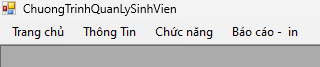 ChuongTrinhQuanLySinhVien
Trang chủ Thông Tin Chức năng Báo cáo - in